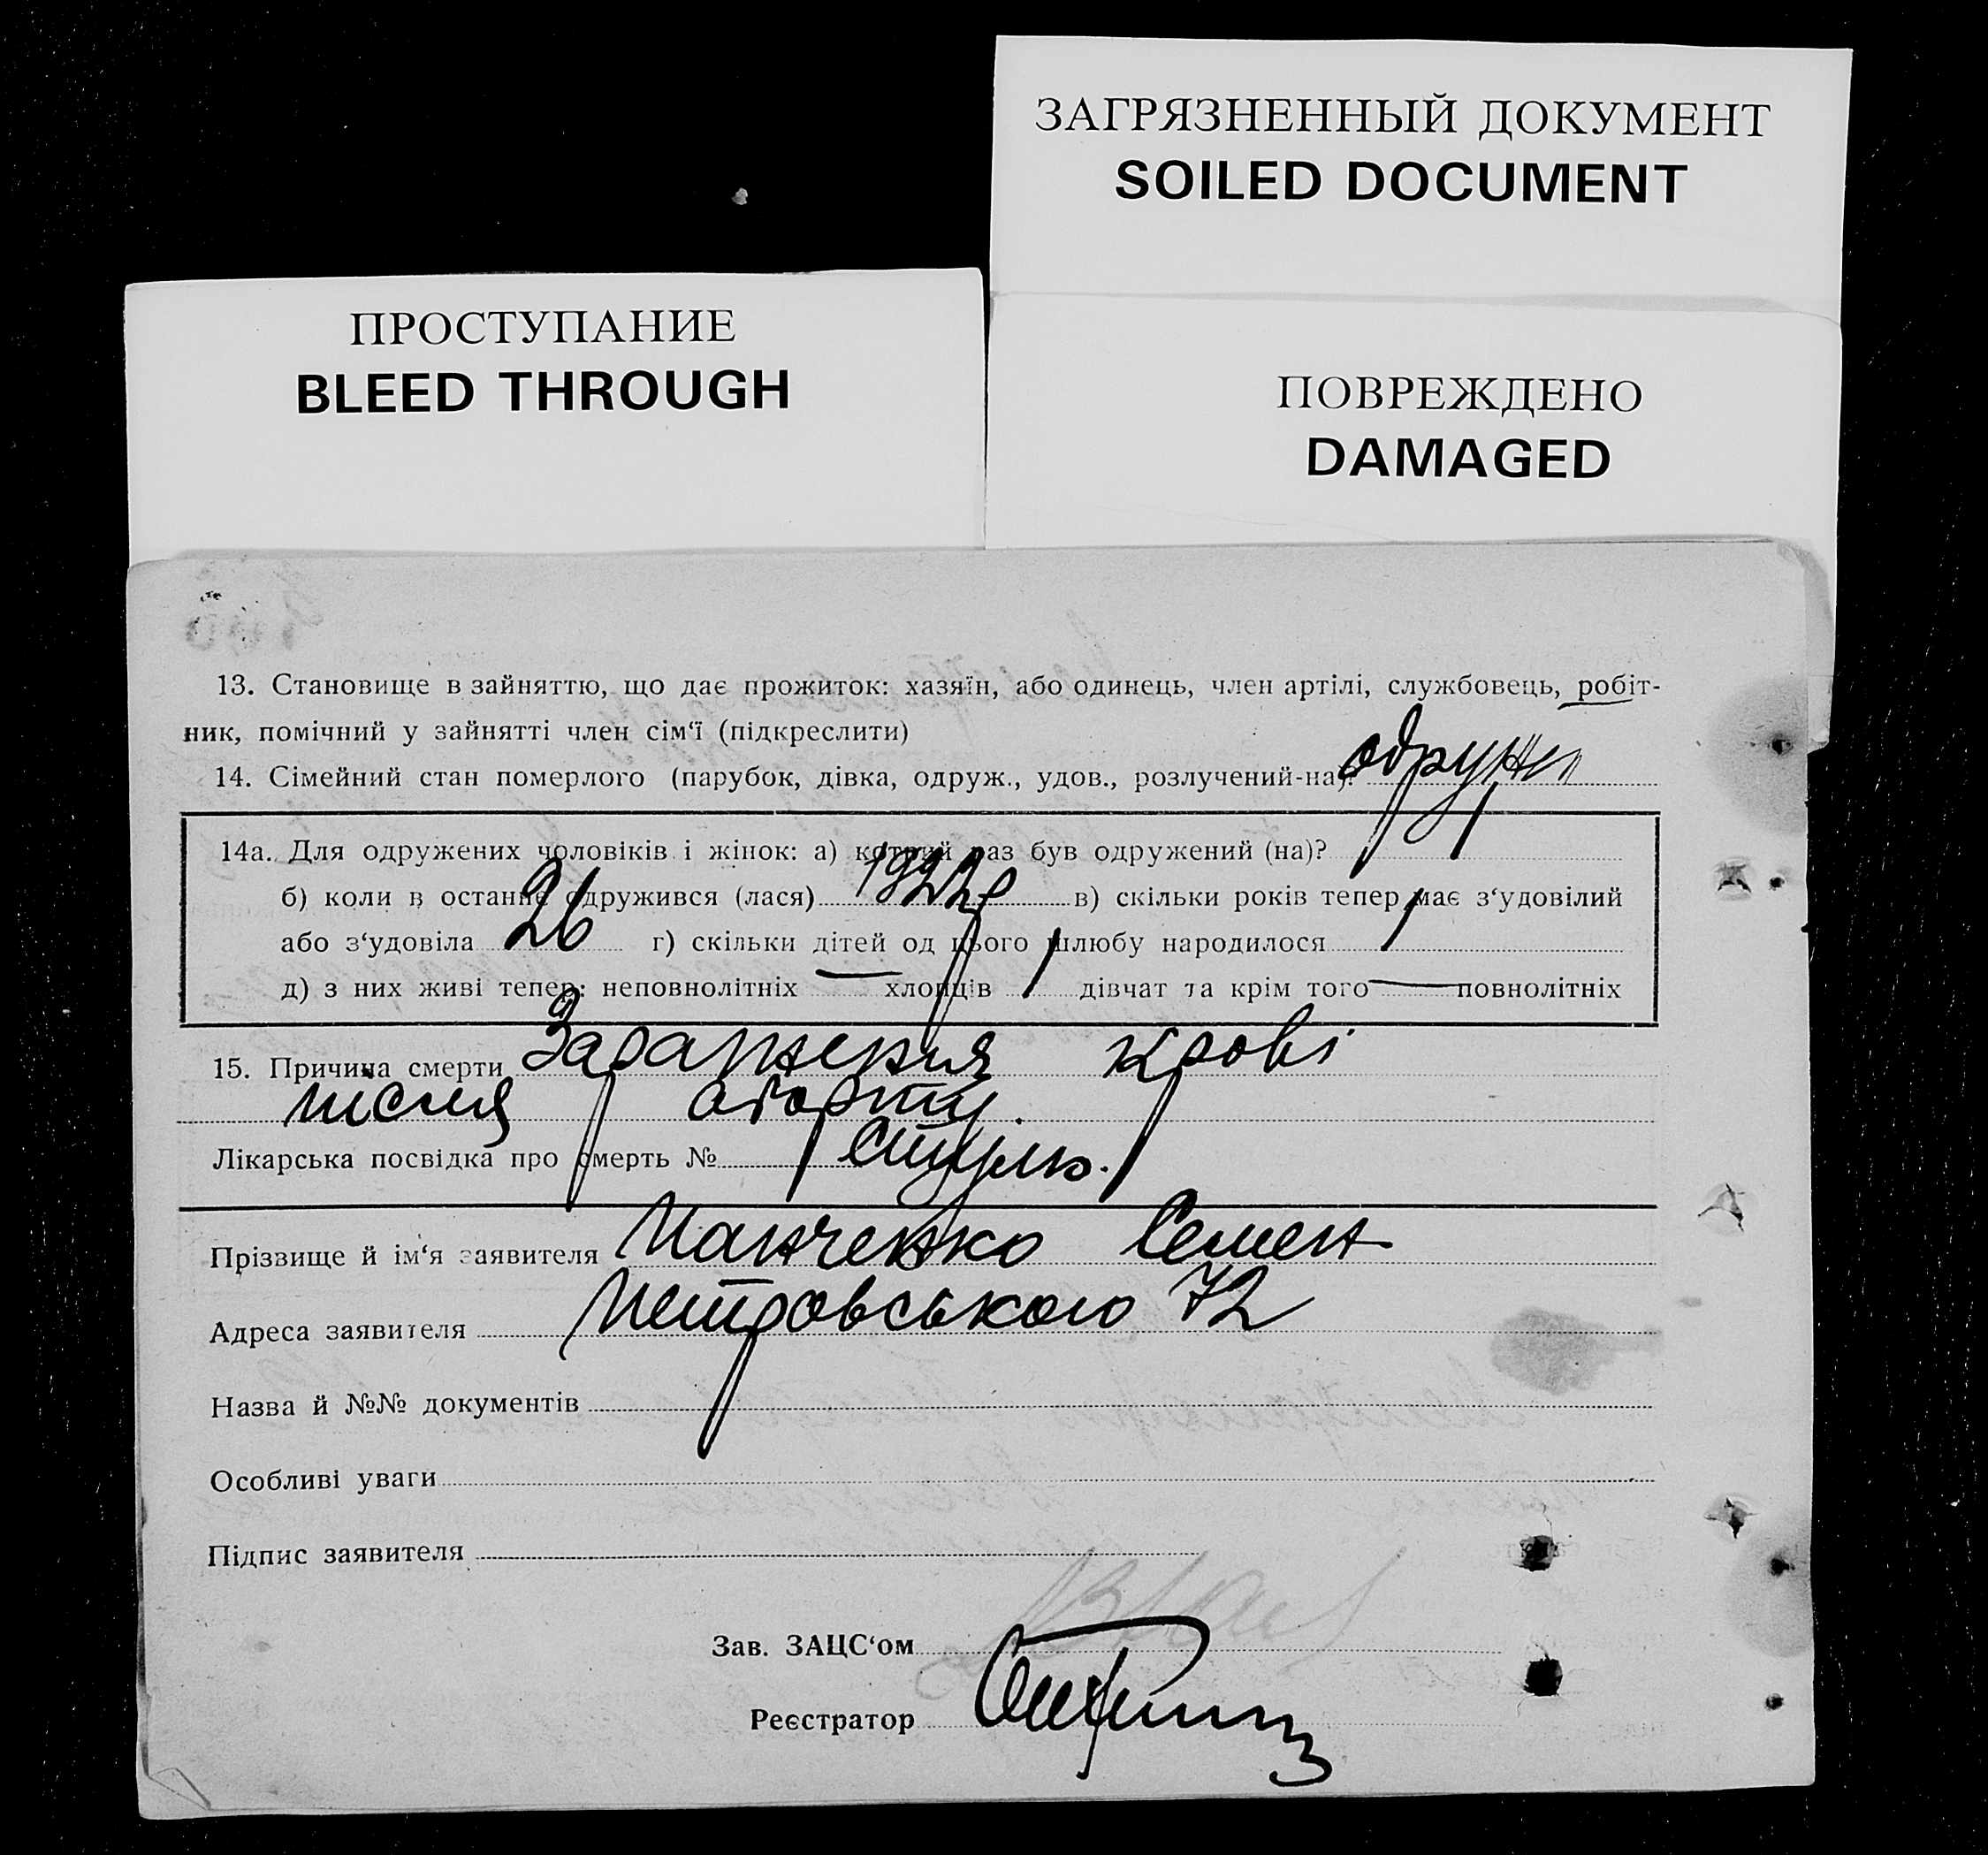 ЗАГРЯЗНЕННЫЙ ДОКУМЕНТ
SOILED DOCUMENT
ПРОСТУПАНИЕ
BLEED THROUGH
ПОВРЕЖДЕНО
DAMAGED
13. Становище в зайняттю, що дає прожиток: хазяїн, або одинець, член артілі, службовець, робіт-
ник, помічний у зайнятті член сім'ї (підкреслити)
14. Сімейний стан померлого (парубок, дівка, одруж., удов., розлучений-на)? одружен
14а. Для одружених чоловіків і жінок: а) котрий раз був одружений (на)? 1
б) коли в останнє одружився (лася) 1922 р в) скільки років тепер має з'удовілий
або з'удовіла 26 г) скільки дітей од цього шлюбу народилося 1
д) з них живі тепер: неповнолітніх — хлопців 1 дівчат та крім того — повнолітніх
15. Причина смерти Зараження крові
після аборту.
Лікарська посвідка про смерть №
Прізвище й ім'я заявителя Панченко Семен
Адреса заявителя Петровського 72
Назва й №№ документів
Особливі уваги
Підпис заявителя
Зав. ЗАЦС'ом
Реєстратор